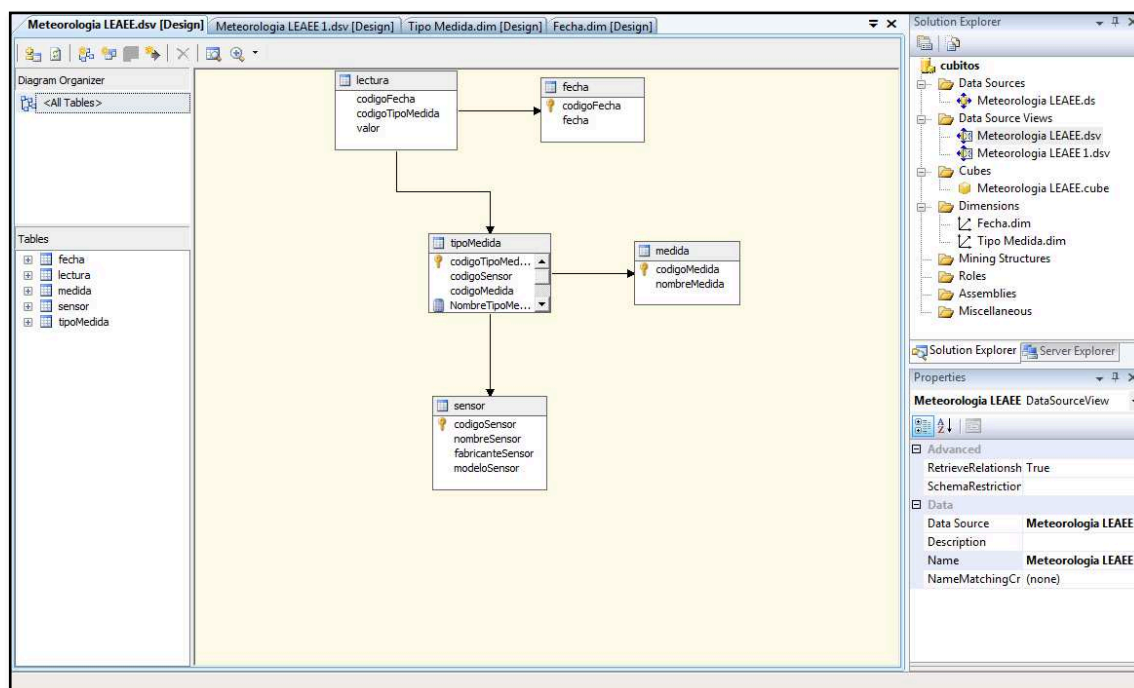 Meteorologia LEAEE.dsv [Design] Meteorologia LEAEE 1.dsv [Design] Tipo Medida.dim [Design] Fecha.dim [Design]
Diagram Organizer
<All Tables>
Tables
fecha
lectura
medida
sensor
tipoMedida
lectura
codigoFecha
codigoTipoMedida
valor
fecha
codigoFecha
fecha
tipoMedida
codigoTipoMed...
codigoSensor
codigoMedida
NombreTipoMe...
medida
codigoMedida
nombreMedida
sensor
codigoSensor
nombreSensor
fabricanteSensor
modeloSensor
Solution Explorer
cubitos
Data Sources
Meteorologia LEAEE.ds
Data Source Views
Meteorologia LEAEE.dsv
Meteorologia LEAEE 1.dsv
Cubes
Meteorologia LEAEE.cube
Dimensions
Fecha.dim
Tipo Medida.dim
Mining Structures
Roles
Assemblies
Miscellaneous
Solution Explorer Server Explorer
Properties
Meteorologia LEAEE DataSourceView
Advanced
RetrieveRelationsh True
SchemaRestriction
Data
Data Source Meteorologia LEAEE
Description
Name Meteorologia LEAEE
NameMatchingCr (none)